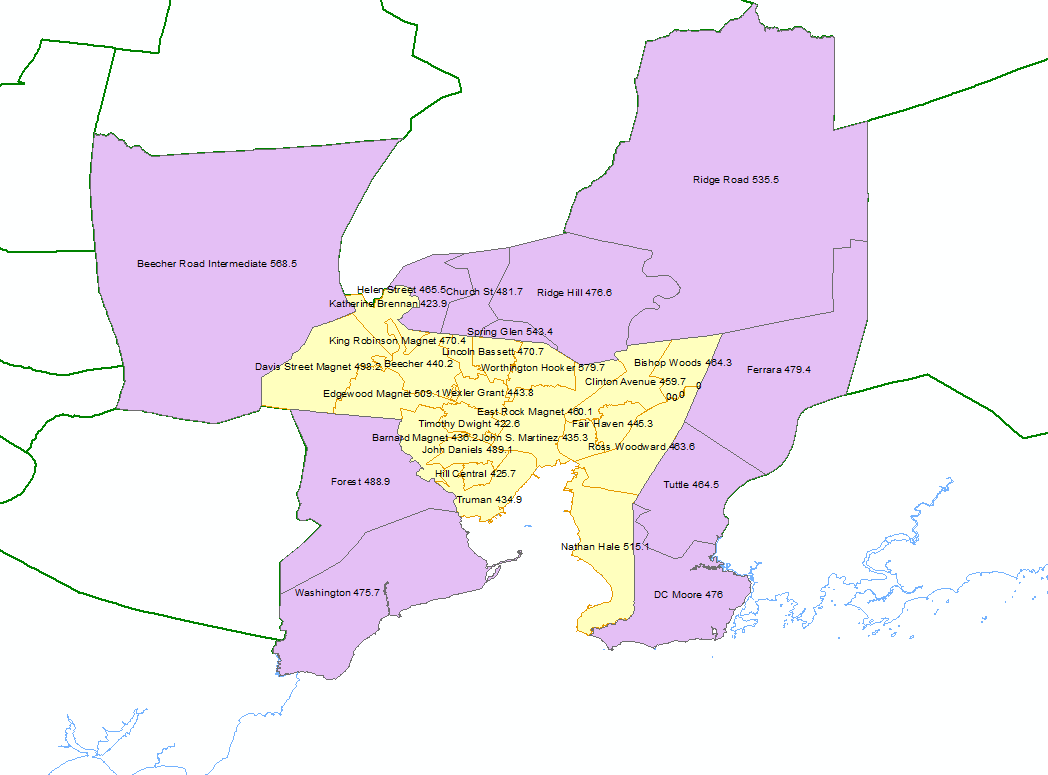 Ridge Road 535.5
Beecher Road Intermediate 568.5
Helen Street 465.5
Church St 481.7
Ridge Hill 476.6
Katherine Brennan 423.9
Spring Glen 543.4
King Robinson Magnet 470.4
Lincoln Bassett 470.7
Davis Street Magnet 498.2
Beecher 440.2
Worthington Hooker 579.7
Bishop Woods 464.3
Ferrara 479.4
Clinton Avenue 459.7
0
0
0
0
Edgewood Magnet 509.1
Wexler Grant 443.8
East Rock Magnet 460.1
Timothy Dwight 422.6
Fair Haven 445.3
Barnard Magnet 436.2
John S. Martinez 435.3
John Daniels 489.1
Ross Woodward 463.6
Hill Central 425.7
Forest 488.9
Tuttle 464.5
Truman 434.9
Nathan Hale 515.1
Washington 475.7
DC Moore 476